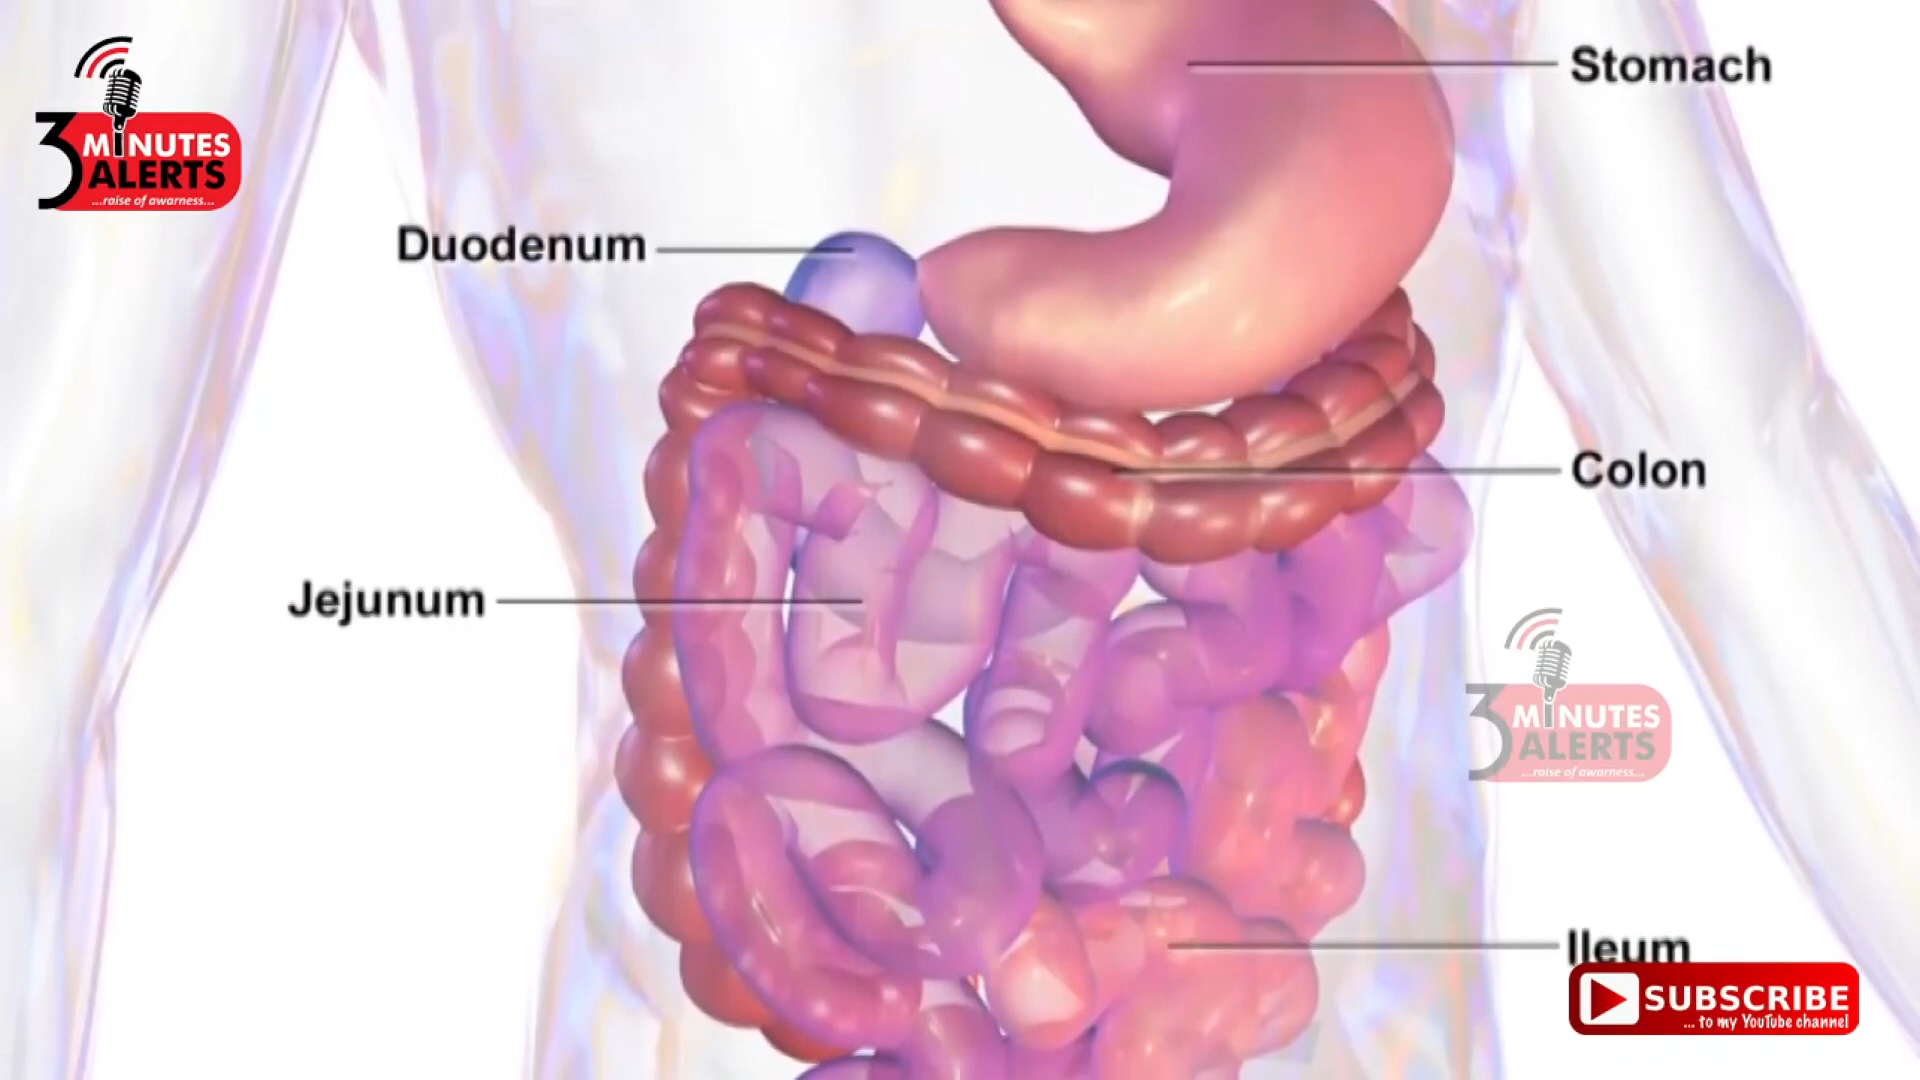 3 MINUTES
ALERTS
...raise of awarness...
Stomach
Duodenum
Colon
Jejunum
3 MINUTES
ALERTS
...raise of awarness...
Ileum
SUBSCRIBE
... to my YouTube channel